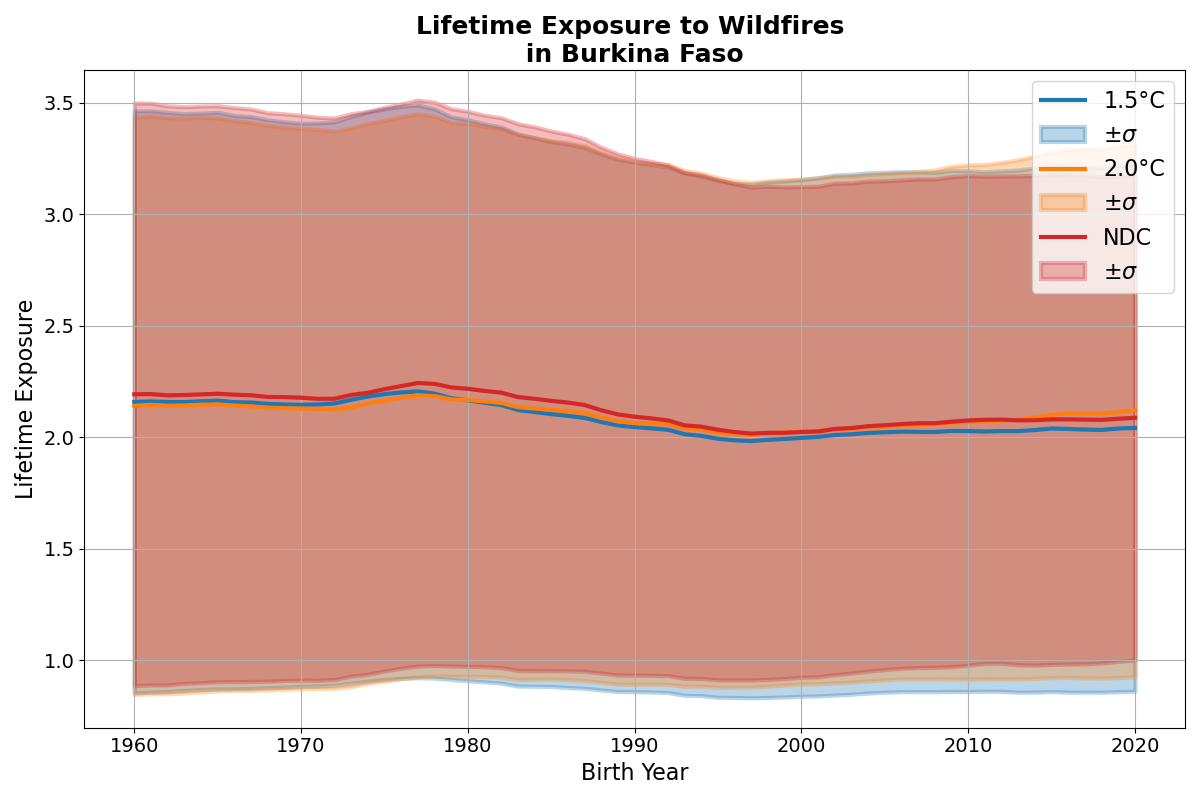 Lifetime Exposure to Wildfires
in Burkina Faso
3.5
3.0
2.5
2.0
1.5
1.0
Lifetime Exposure
1.5°C
±σ
2.0°C
±σ
NDC
±σ
1960
1970
1980
1990
2000
2010
2020
Birth Year